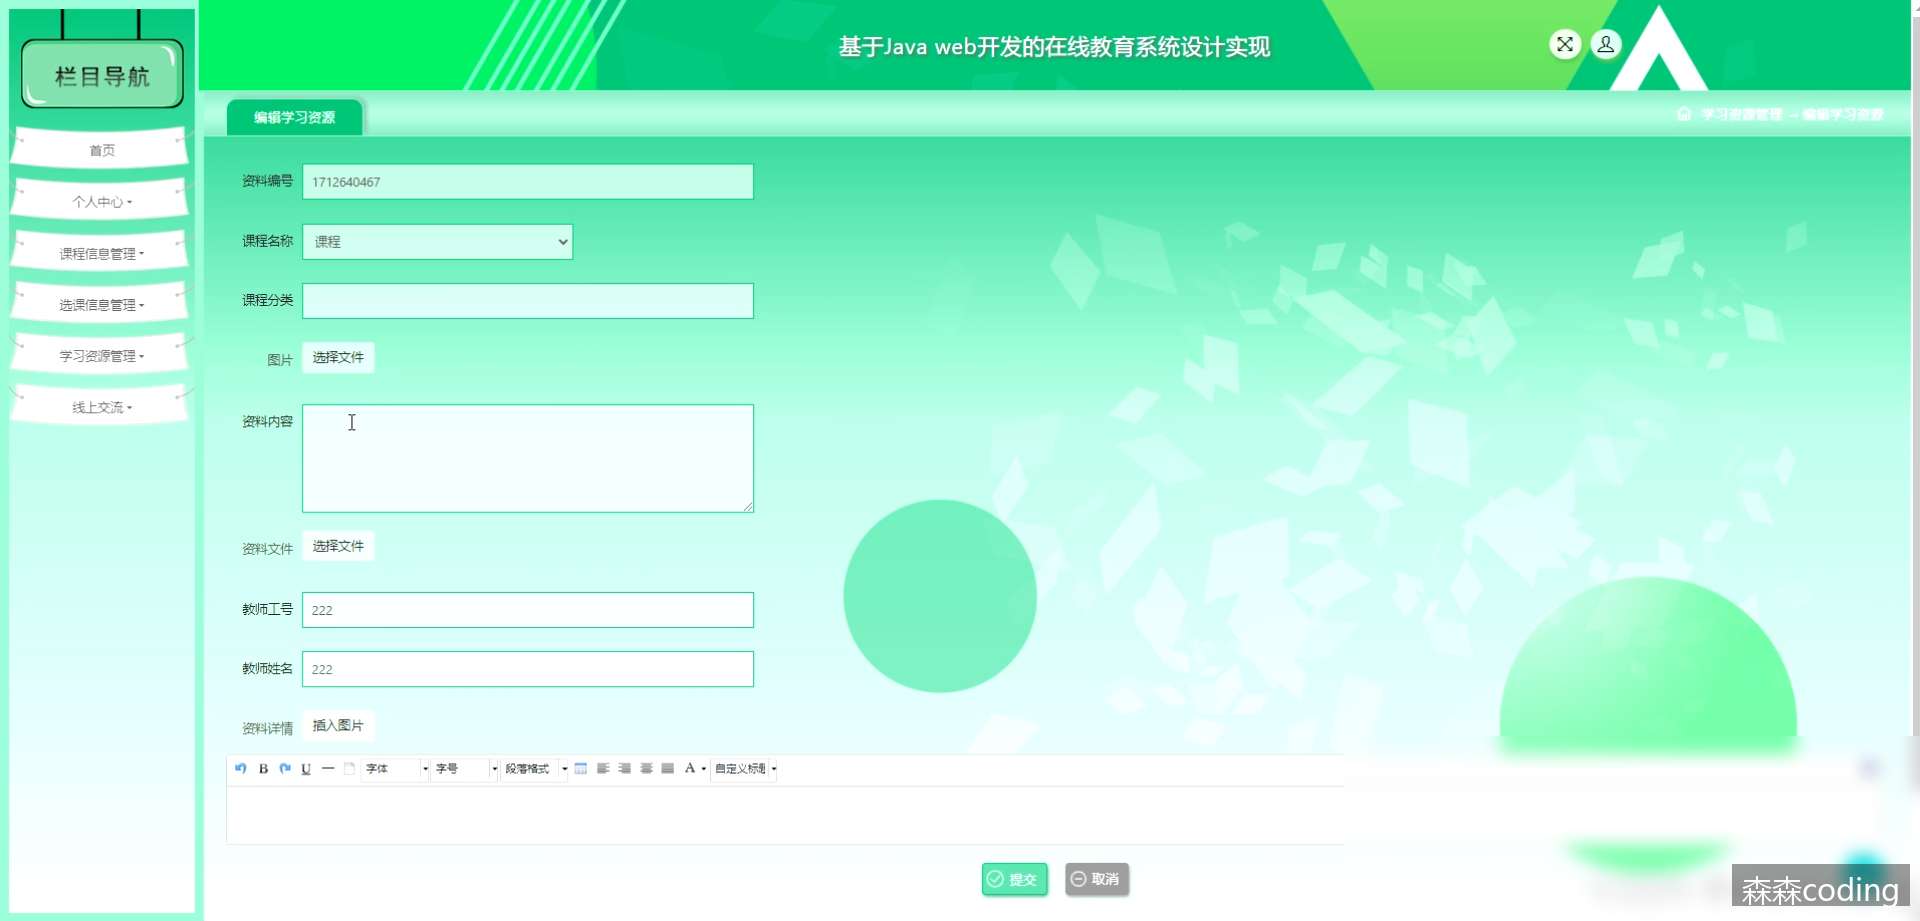 栏目导航
首页
个人中心
课程信息管理
选课信息管理
学习资源管理
线上交流
基于Java web开发的在线教育系统设计实现
编辑学习资源
学习资源管理 → 编辑学习资源
资料编号 1712640467
课程名称 课程
课程分类
图片 选择文件
资料内容
资料文件 选择文件
教师工号 222
教师姓名 222
资料详情 插入图片
B U 字体 字号 段落格式 A 自定义标题
提交 取消
森森coding